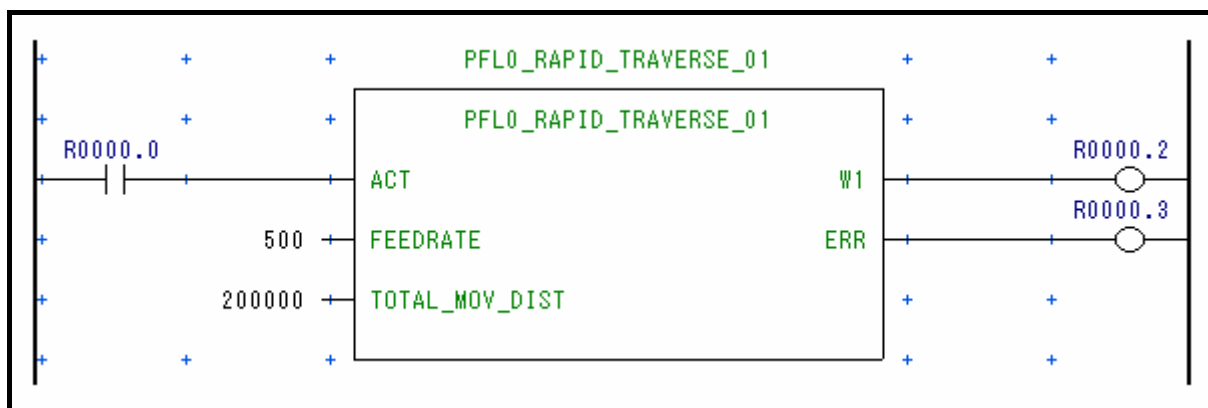 PFL0_RAPID_TRAVERSE_01
PFL0_RAPID_TRAVERSE_01
R0000.0
R0000.2
ACT
W1
R0000.3
500
FEEDRATE
ERR
200000
TOTAL_MOV_DIST